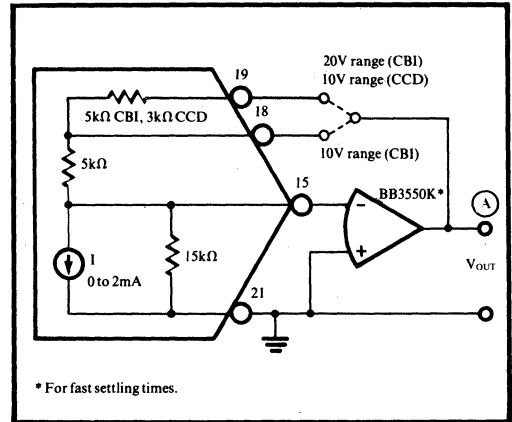 20V range (CBI)
10V range (CCD)
19
5kΩ CBI, 3kΩ CCD
18
10V range (CBI)
5kΩ
15
BB3550K*
A
−
+
I
0 to 2mA
15kΩ
VOUT
21
* For fast settling times.